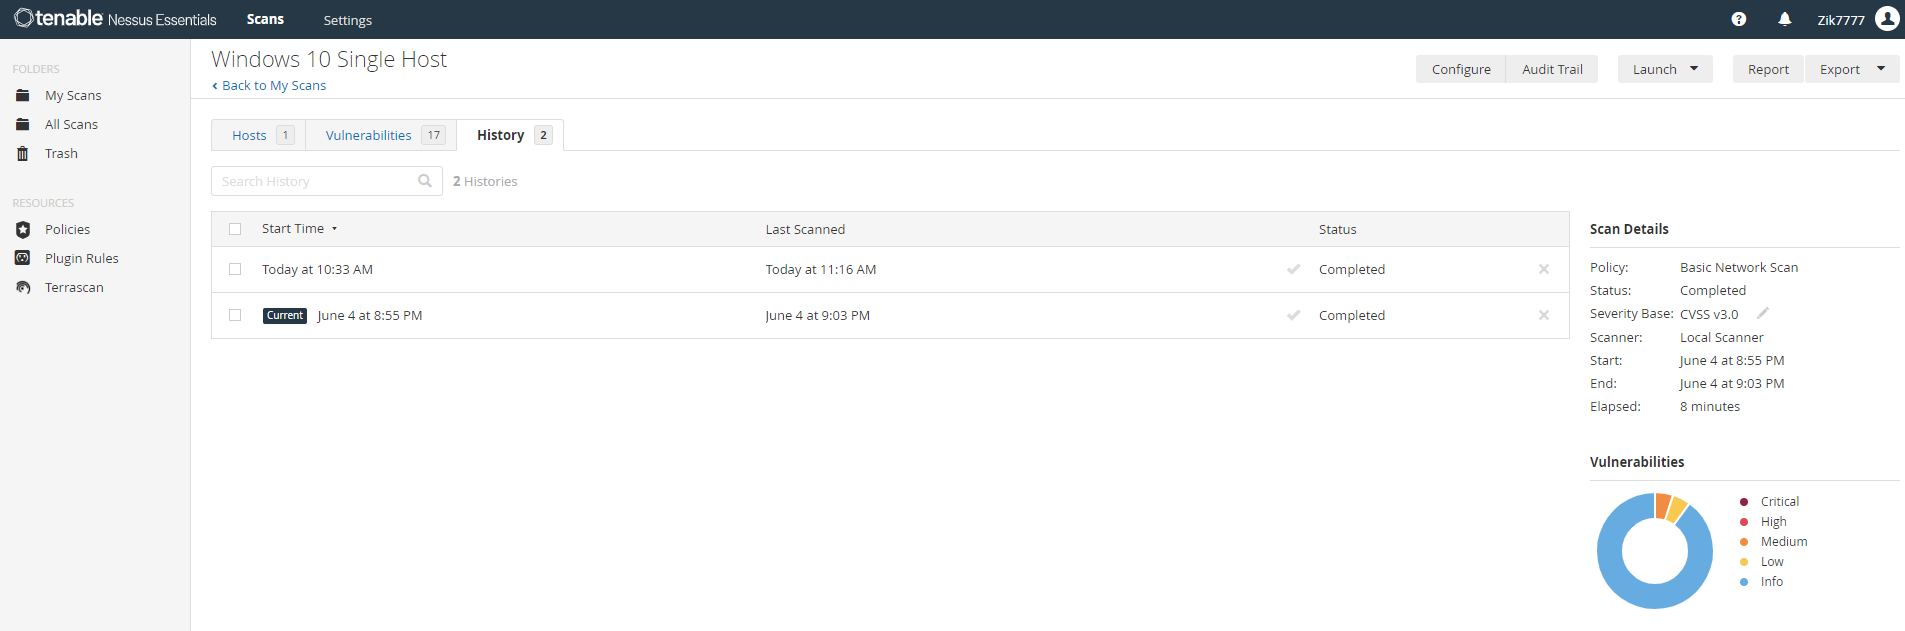 tenable Nessus Essentials Scans Settings Zik7777
FOLDERS
My Scans
All Scans
Trash
RESOURCES
Policies
Plugin Rules
Terrascan
Windows 10 Single Host
Back to My Scans
Configure Audit Trail Launch Report Export
Hosts 1 Vulnerabilities 17 History 2
Search History 2 Histories
Start Time Last Scanned Status
Today at 10:33 AM Today at 11:16 AM Completed
Current June 4 at 8:55 PM June 4 at 9:03 PM Completed
Scan Details
Policy: Basic Network Scan
Status: Completed
Severity Base: CVSS v3.0
Scanner: Local Scanner
Start: June 4 at 8:55 PM
End: June 4 at 9:03 PM
Elapsed: 8 minutes
Vulnerabilities
Critical
High
Medium
Low
Info